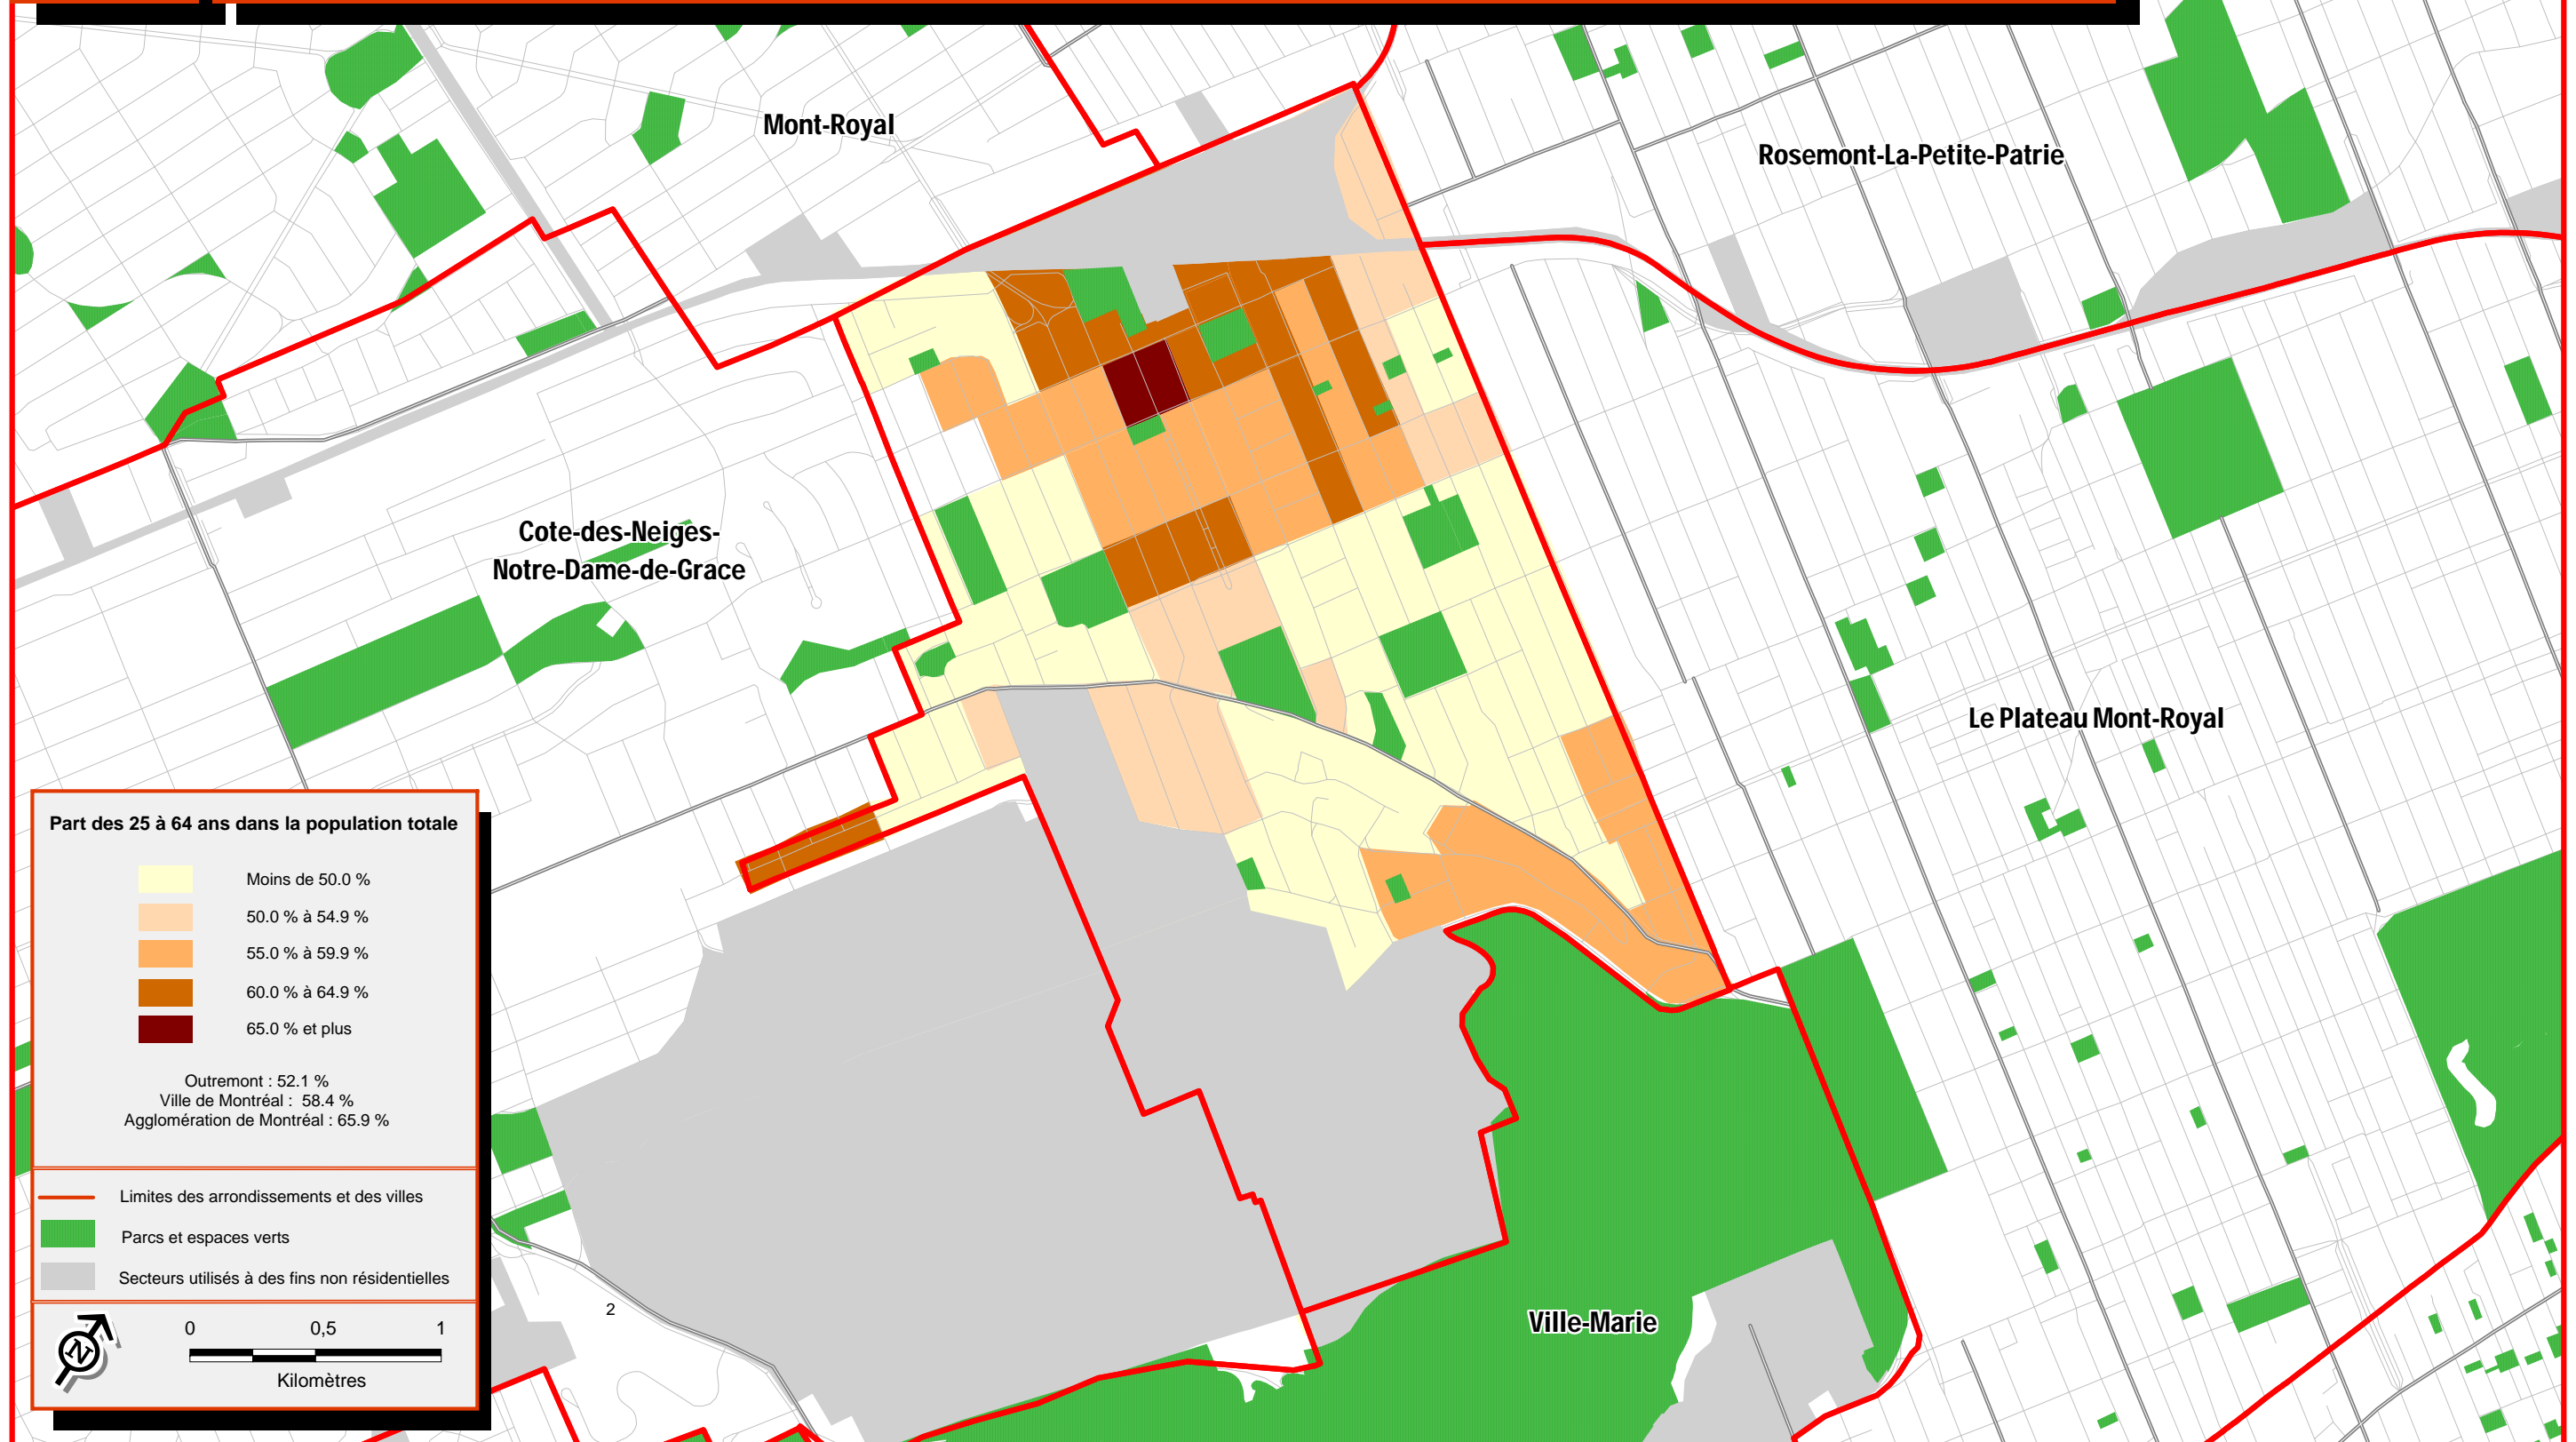 Mont-Royal
Rosemont-La-Petite-Patrie
Cote-des-Neiges-
Notre-Dame-de-Grace
Le Plateau Mont-Royal
Ville-Marie
Part des 25 à 64 ans dans la population totale
Moins de 50.0 %
50.0 % à 54.9 %
55.0 % à 59.9 %
60.0 % à 64.9 %
65.0 % et plus
Outremont : 52.1 %
Ville de Montréal : 58.4 %
Agglomération de Montréal : 65.9 %
Limites des arrondissements et des villes
Parcs et espaces verts
Secteurs utilisés à des fins non résidentielles
N
0 0,5 1
Kilomètres
2